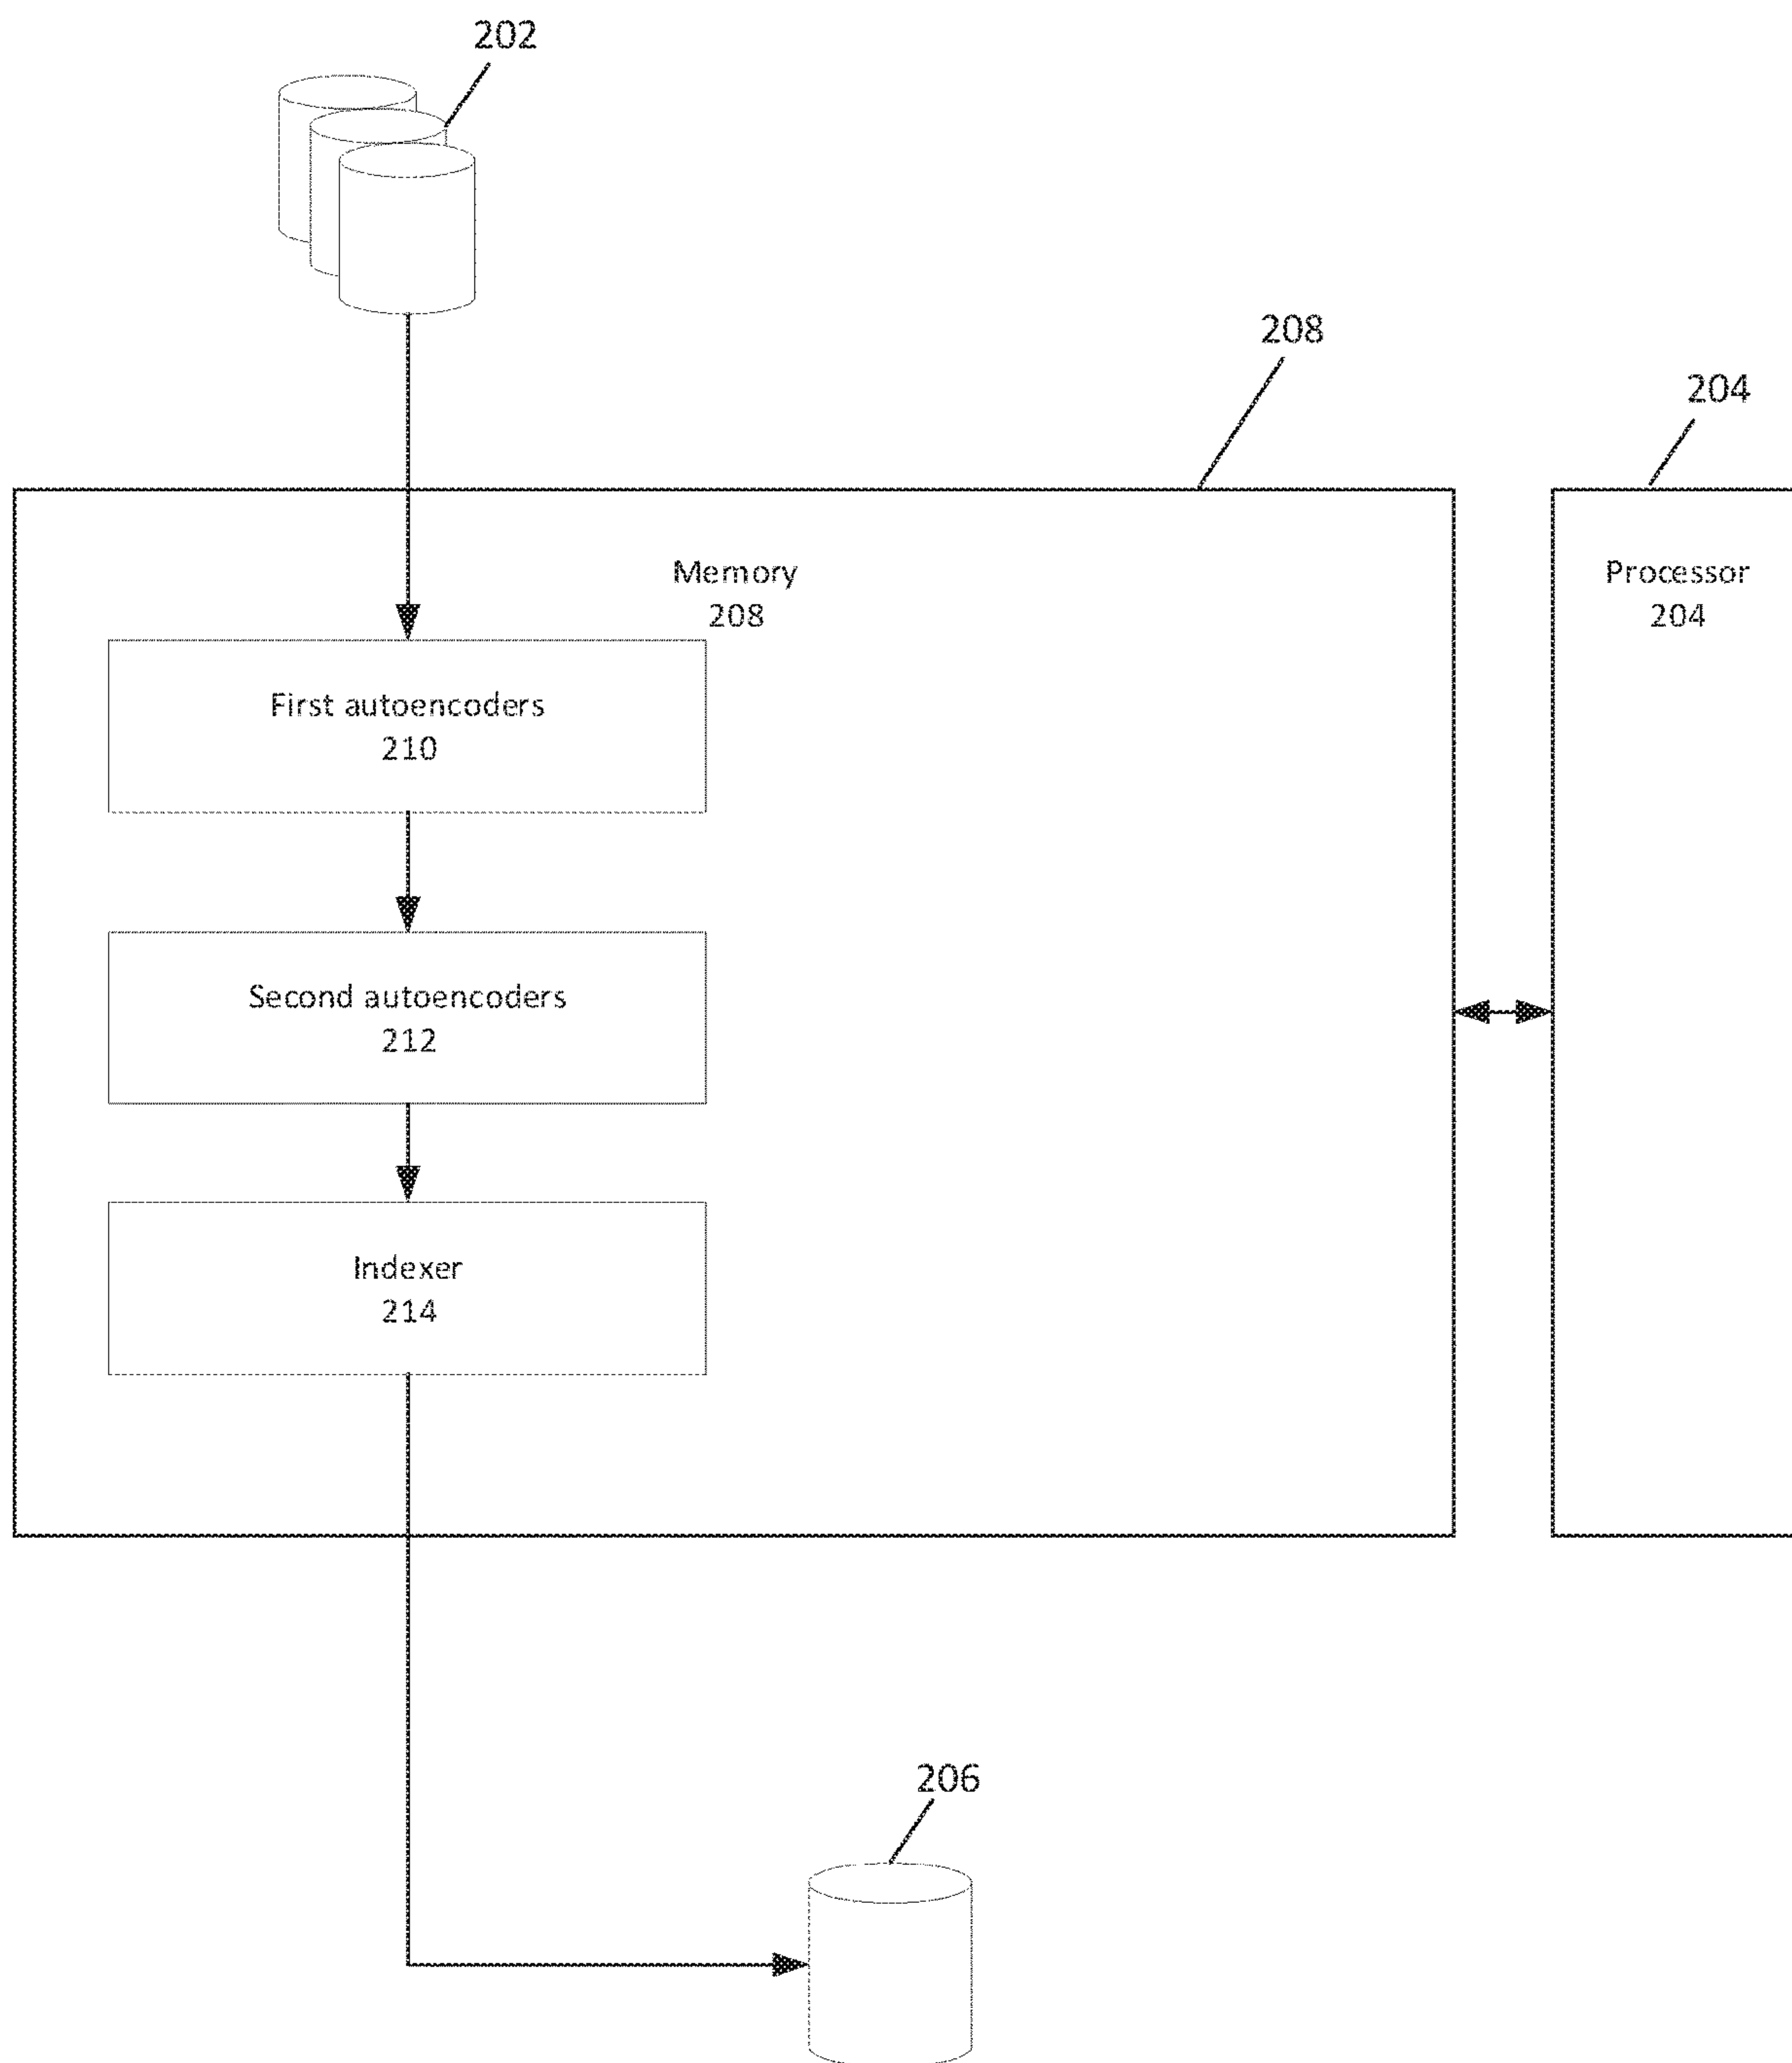 202
208
204
Memory
208
Processor
204
First autoencoders
210
Second autoencoders
212
Indexer
214
206